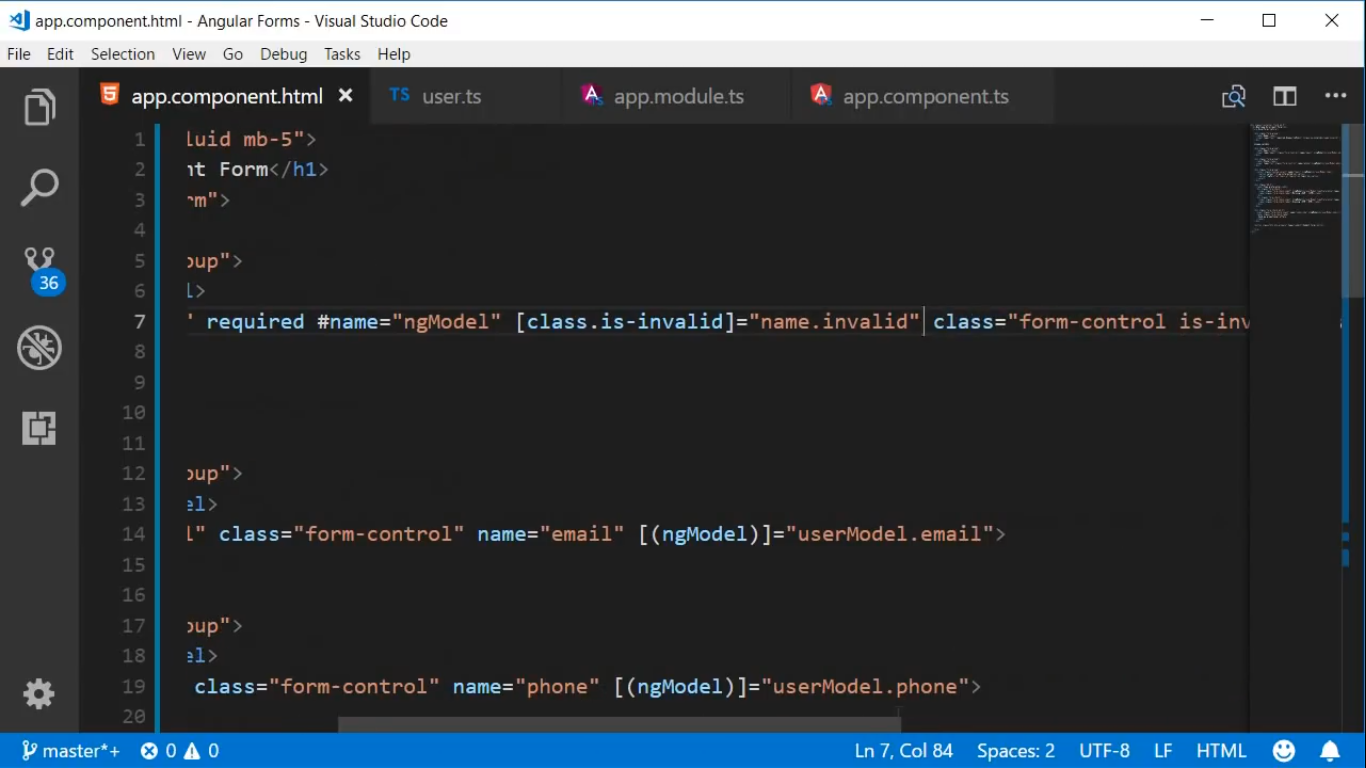 app.component.html - Angular Forms - Visual Studio Code
File Edit Selection View Go Debug Tasks Help
app.component.html TS user.ts app.module.ts app.component.ts
1 luid mb-5">
2 nt Form</h1>
3 rm">
4
5 oup">
6 l>
7 " required #name="ngModel" [class.is-invalid]="name.invalid" class="form-control is-inv
8
9
10
11
12 oup">
13 el>
14 l" class="form-control" name="email" [(ngModel)]="userModel.email">
15
16
17 oup">
18 el>
19 class="form-control" name="phone" [(ngModel)]="userModel.phone">
20
36
master*+ 0 0 Ln 7, Col 84 Spaces: 2 UTF-8 LF HTML